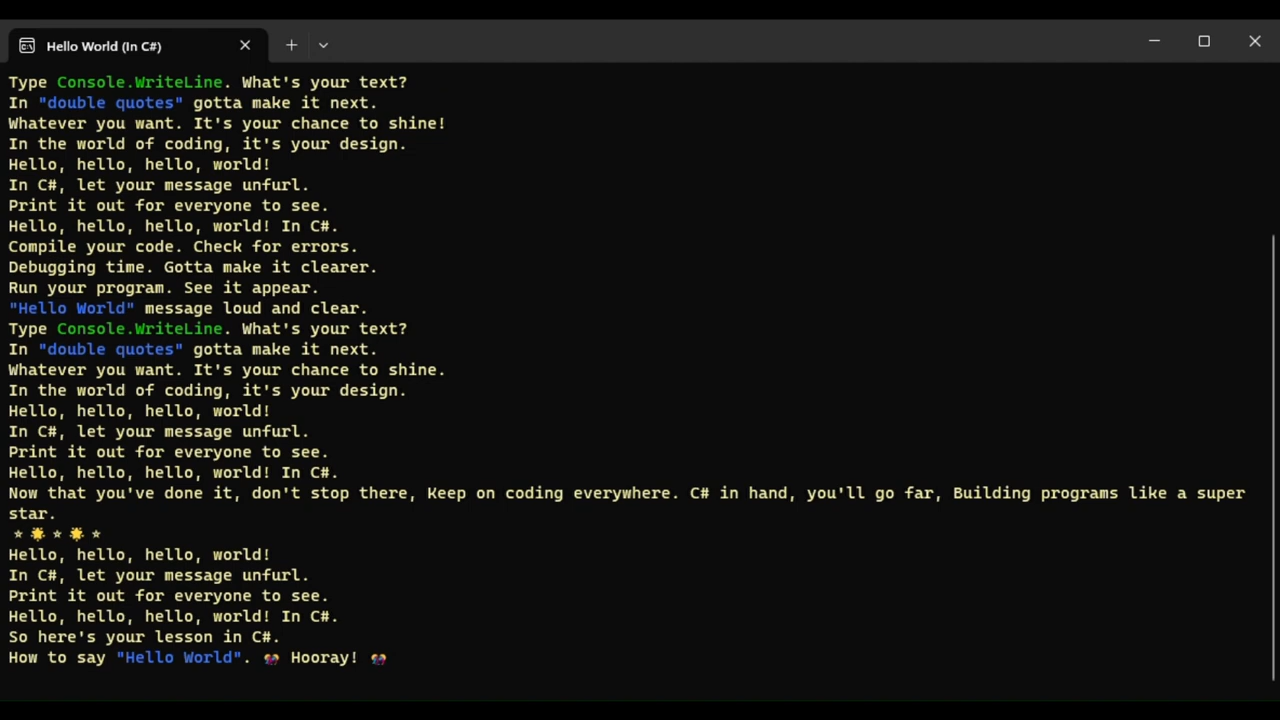 Hello World (In C#)
Type Console.WriteLine. What's your text?
In "double quotes" gotta make it next.
Whatever you want. It's your chance to shine!
In the world of coding, it's your design.
Hello, hello, hello, world!
In C#, let your message unfurl.
Print it out for everyone to see.
Hello, hello, hello, world! In C#.
Compile your code. Check for errors.
Debugging time. Gotta make it clearer.
Run your program. See it appear.
"Hello World" message loud and clear.
Type Console.WriteLine. What's your text?
In "double quotes" gotta make it next.
Whatever you want. It's your chance to shine.
In the world of coding, it's your design.
Hello, hello, hello, world!
In C#, let your message unfurl.
Print it out for everyone to see.
Hello, hello, hello, world! In C#.
Now that you've done it, don't stop there, Keep on coding everywhere. C# in hand, you'll go far, Building programs like a super
star.
⭐🌟⭐🌟⭐
Hello, hello, hello, world!
In C#, let your message unfurl.
Print it out for everyone to see.
Hello, hello, hello, world! In C#.
So here's your lesson in C#.
How to say "Hello World". 🎊 Hooray! 🎊